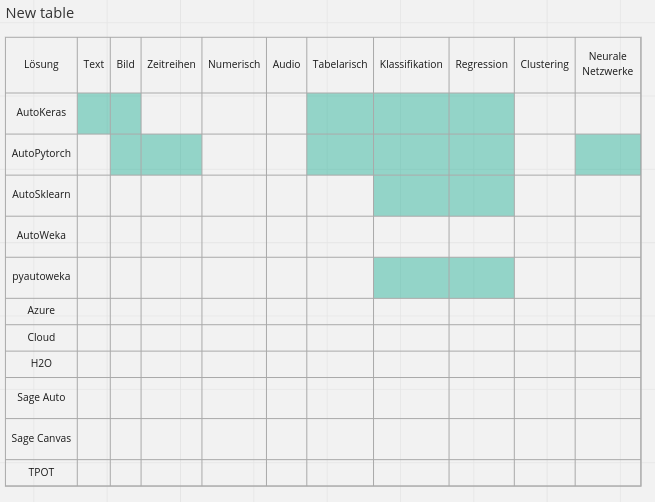 New table
Lösung Text Bild Zeitreihen Numerisch Audio Tabelarisch Klassifikation Regression Clustering Neurale Netzwerke
AutoKeras
AutoPytorch
AutoSklearn
AutoWeka
pyautoweka
Azure
Cloud
H2O
Sage Auto
Sage Canvas
TPOT